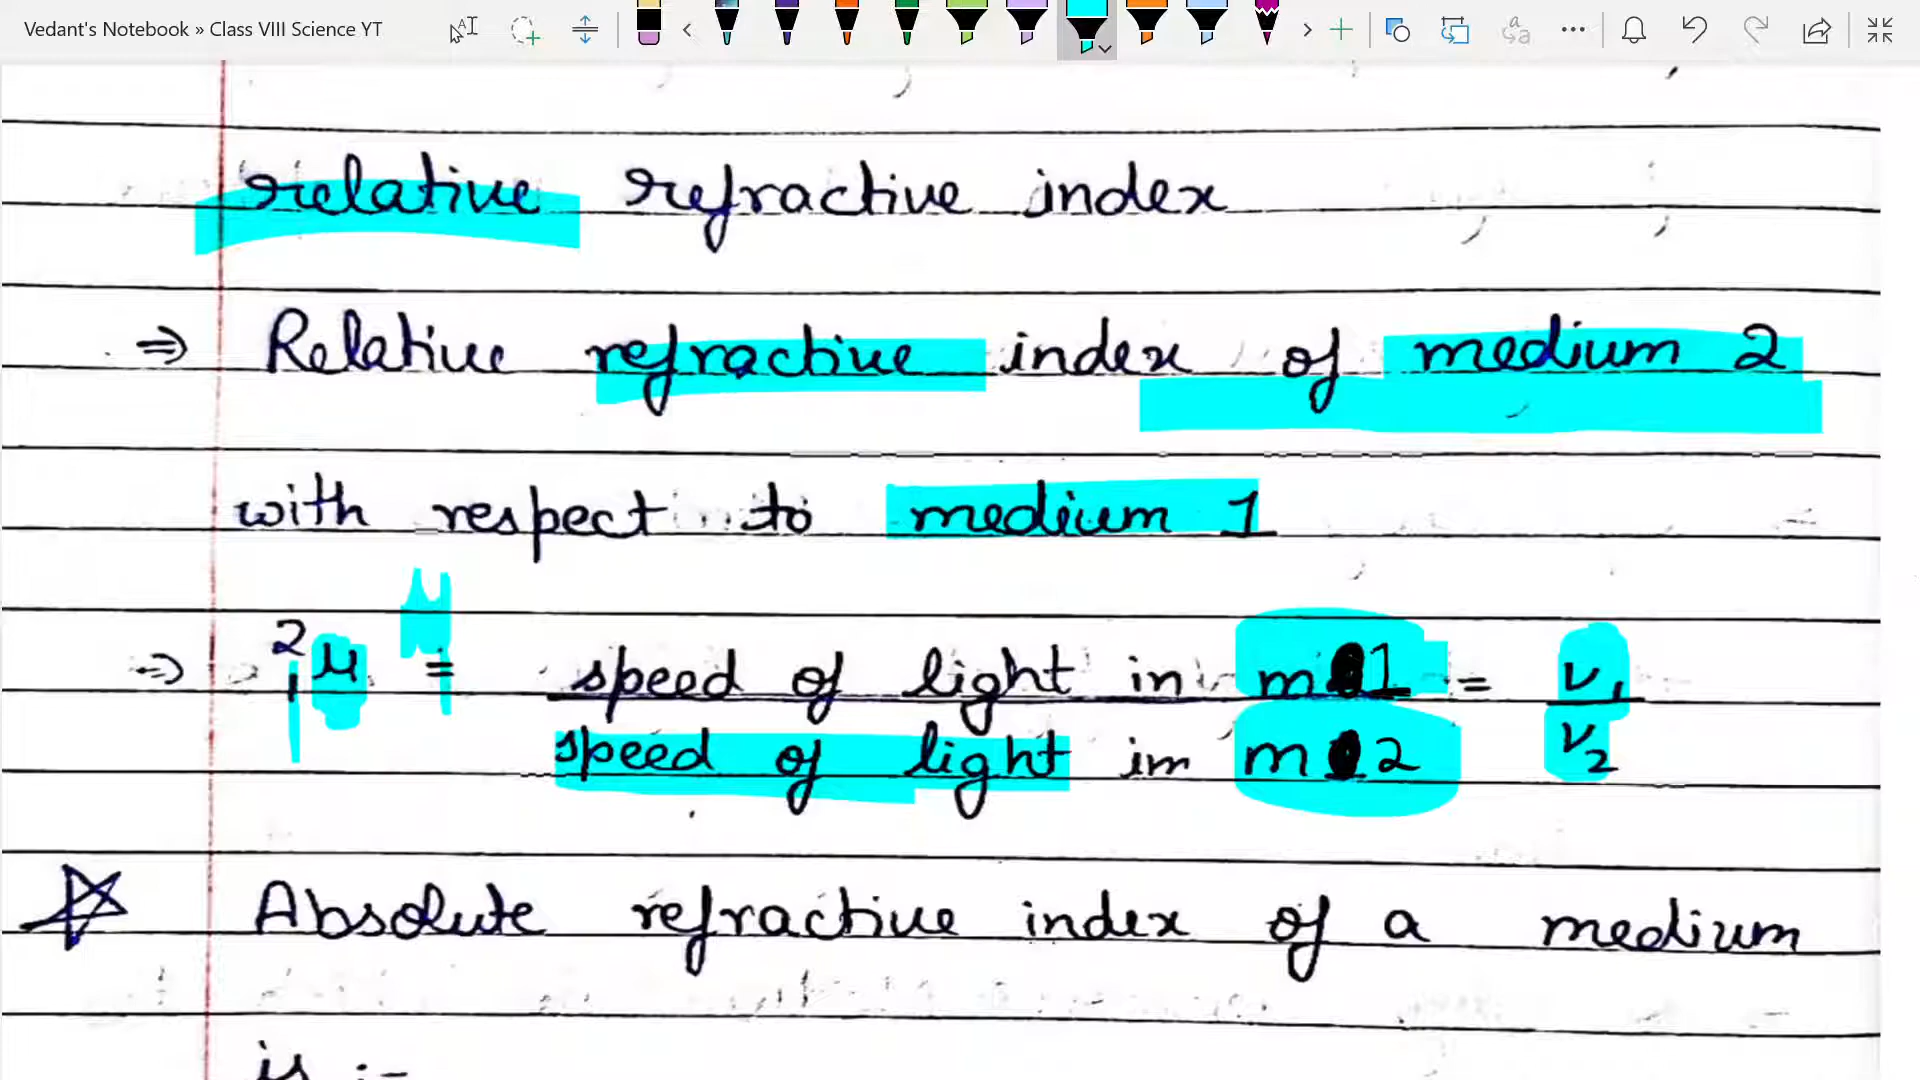 Vedant's Notebook » Class VIII Science YT
relative refractive index
⇒ Relative refractive index of medium 2
with respect to medium 1
⇒ ²₁μ = speed of light in m1 = v₁
speed of light in m2 v₂
☆ Absolute refractive index of a medium
is :-